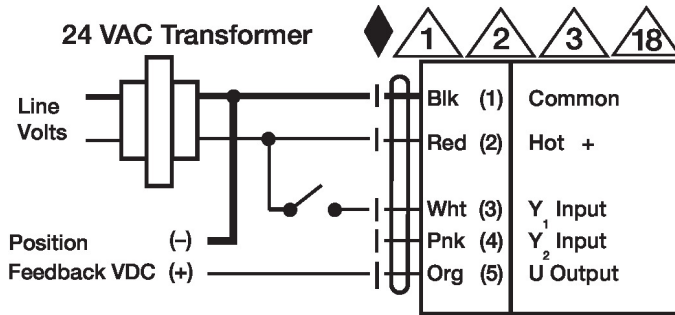 24 VAC Transformer
1 2 3 18
Line
Volts
Blk (1) Common
Red (2) Hot +
Wht (3) Y1 Input
Pnk (4) Y2 Input
Org (5) U Output
Position (–)
Feedback VDC (+)